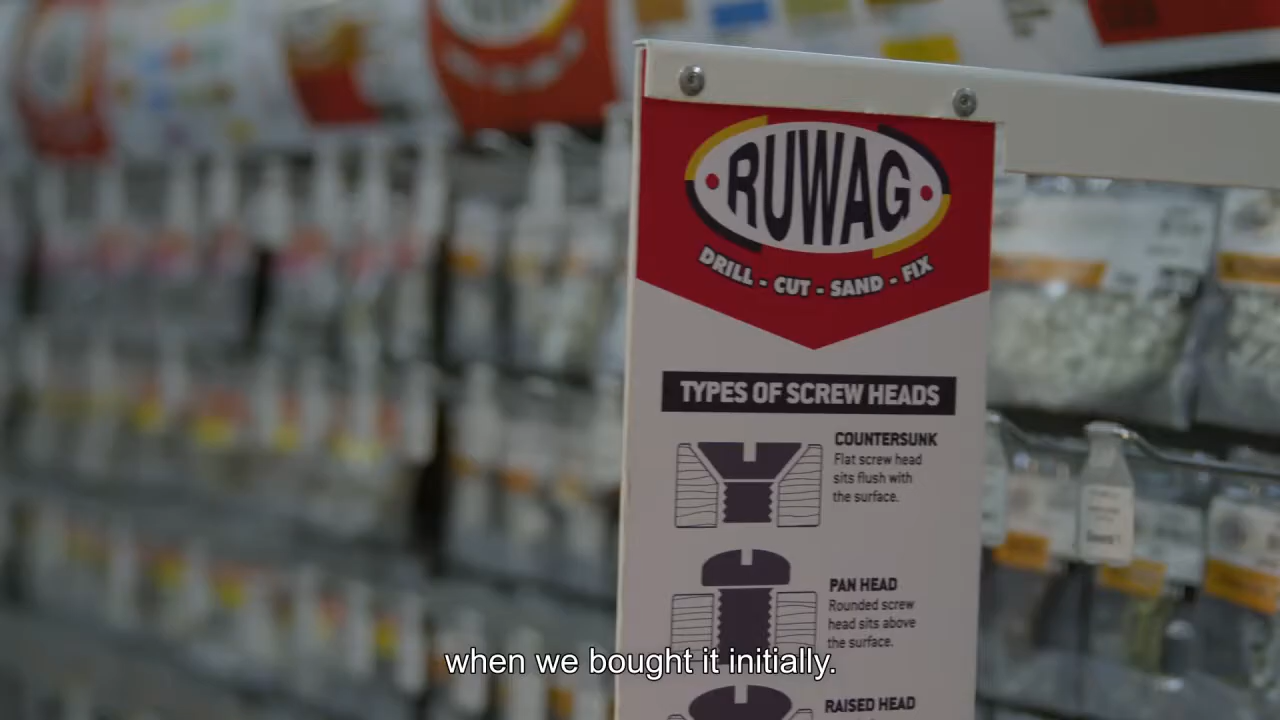 RUWAG
DRILL - CUT - SAND - FIX
TYPES OF SCREW HEADS
COUNTERSUNK
Flat screw head
sits flush with
the surface.
PAN HEAD
Rounded screw
head sits above
the surface.
RAISED HEAD
when we bought it initially.